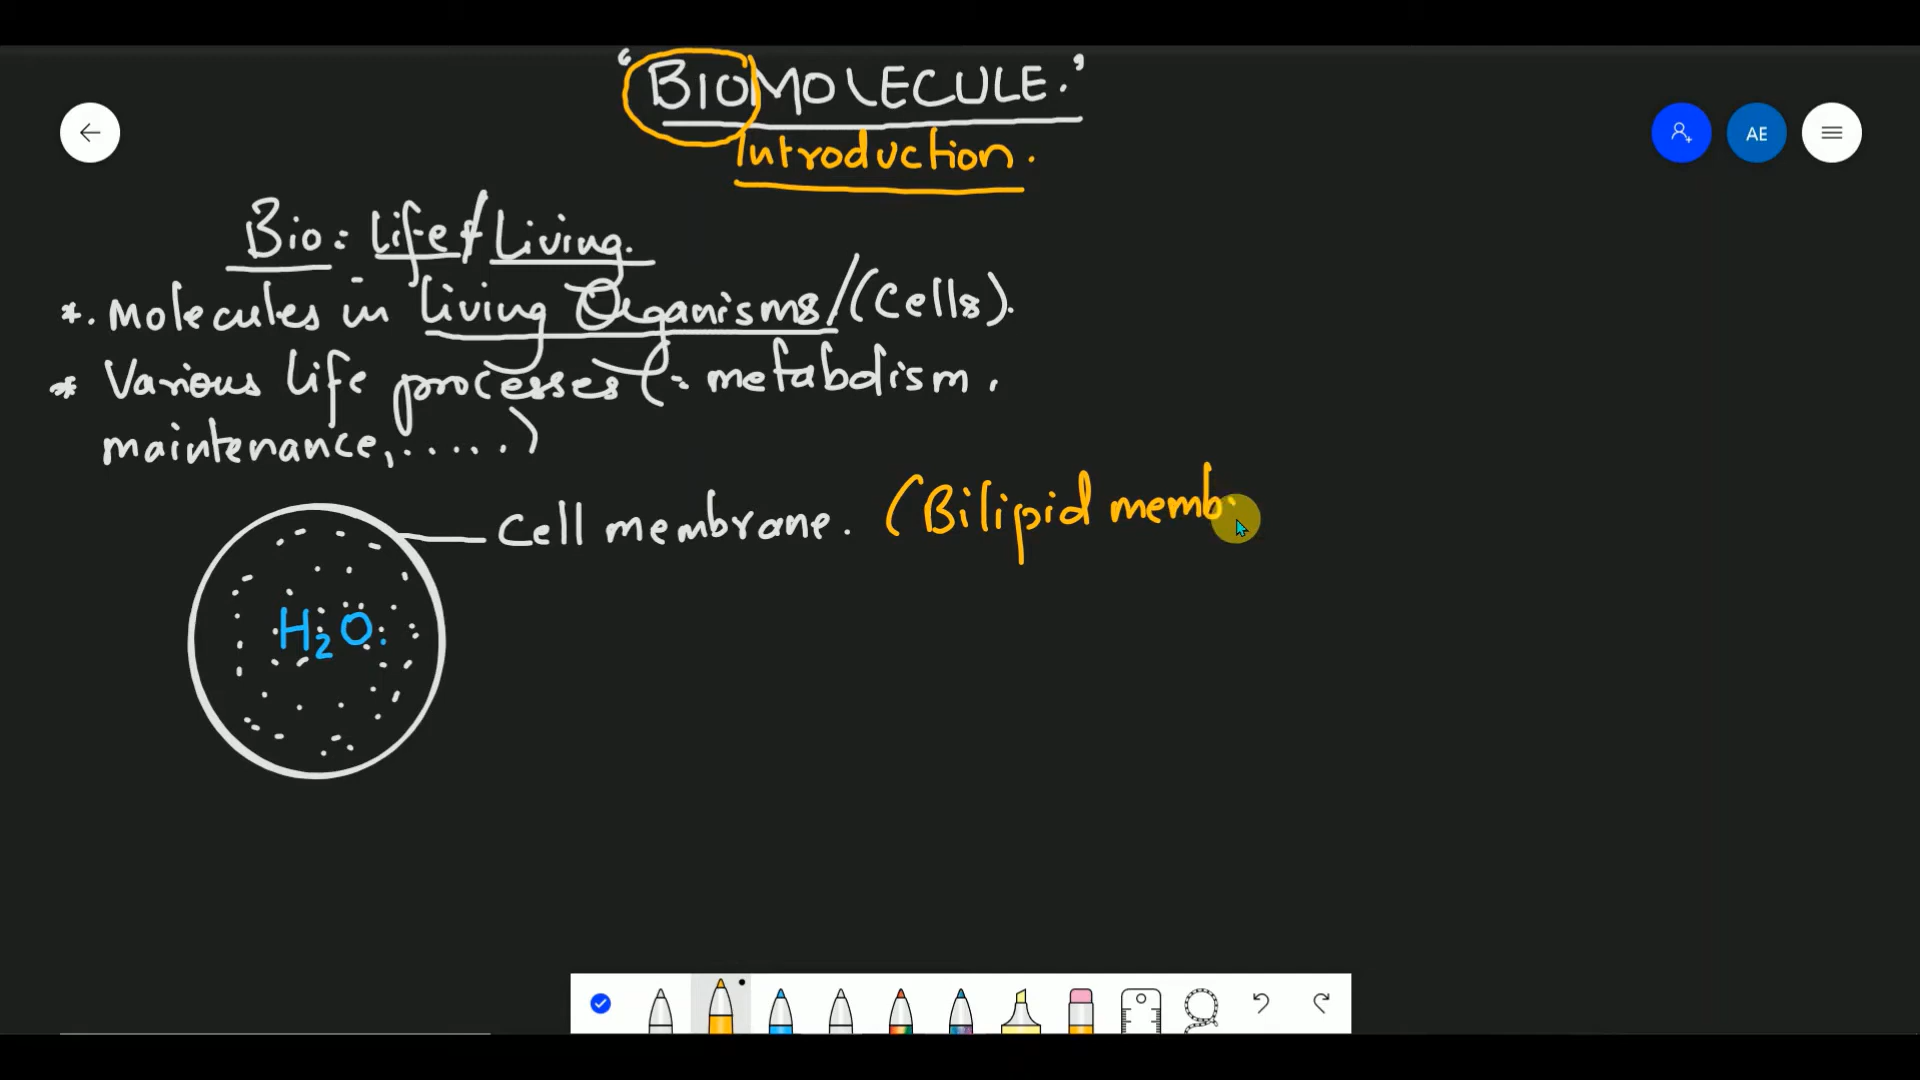 'BIOMOLECULE.'
Introduction.
AE
Bio: Life/Living.
*. Molecules in living Organisms/(Cells).
* Various life processes (: metabolism,
maintenance,.....)
Cell membrane. (Bilipid memb
H₂O.